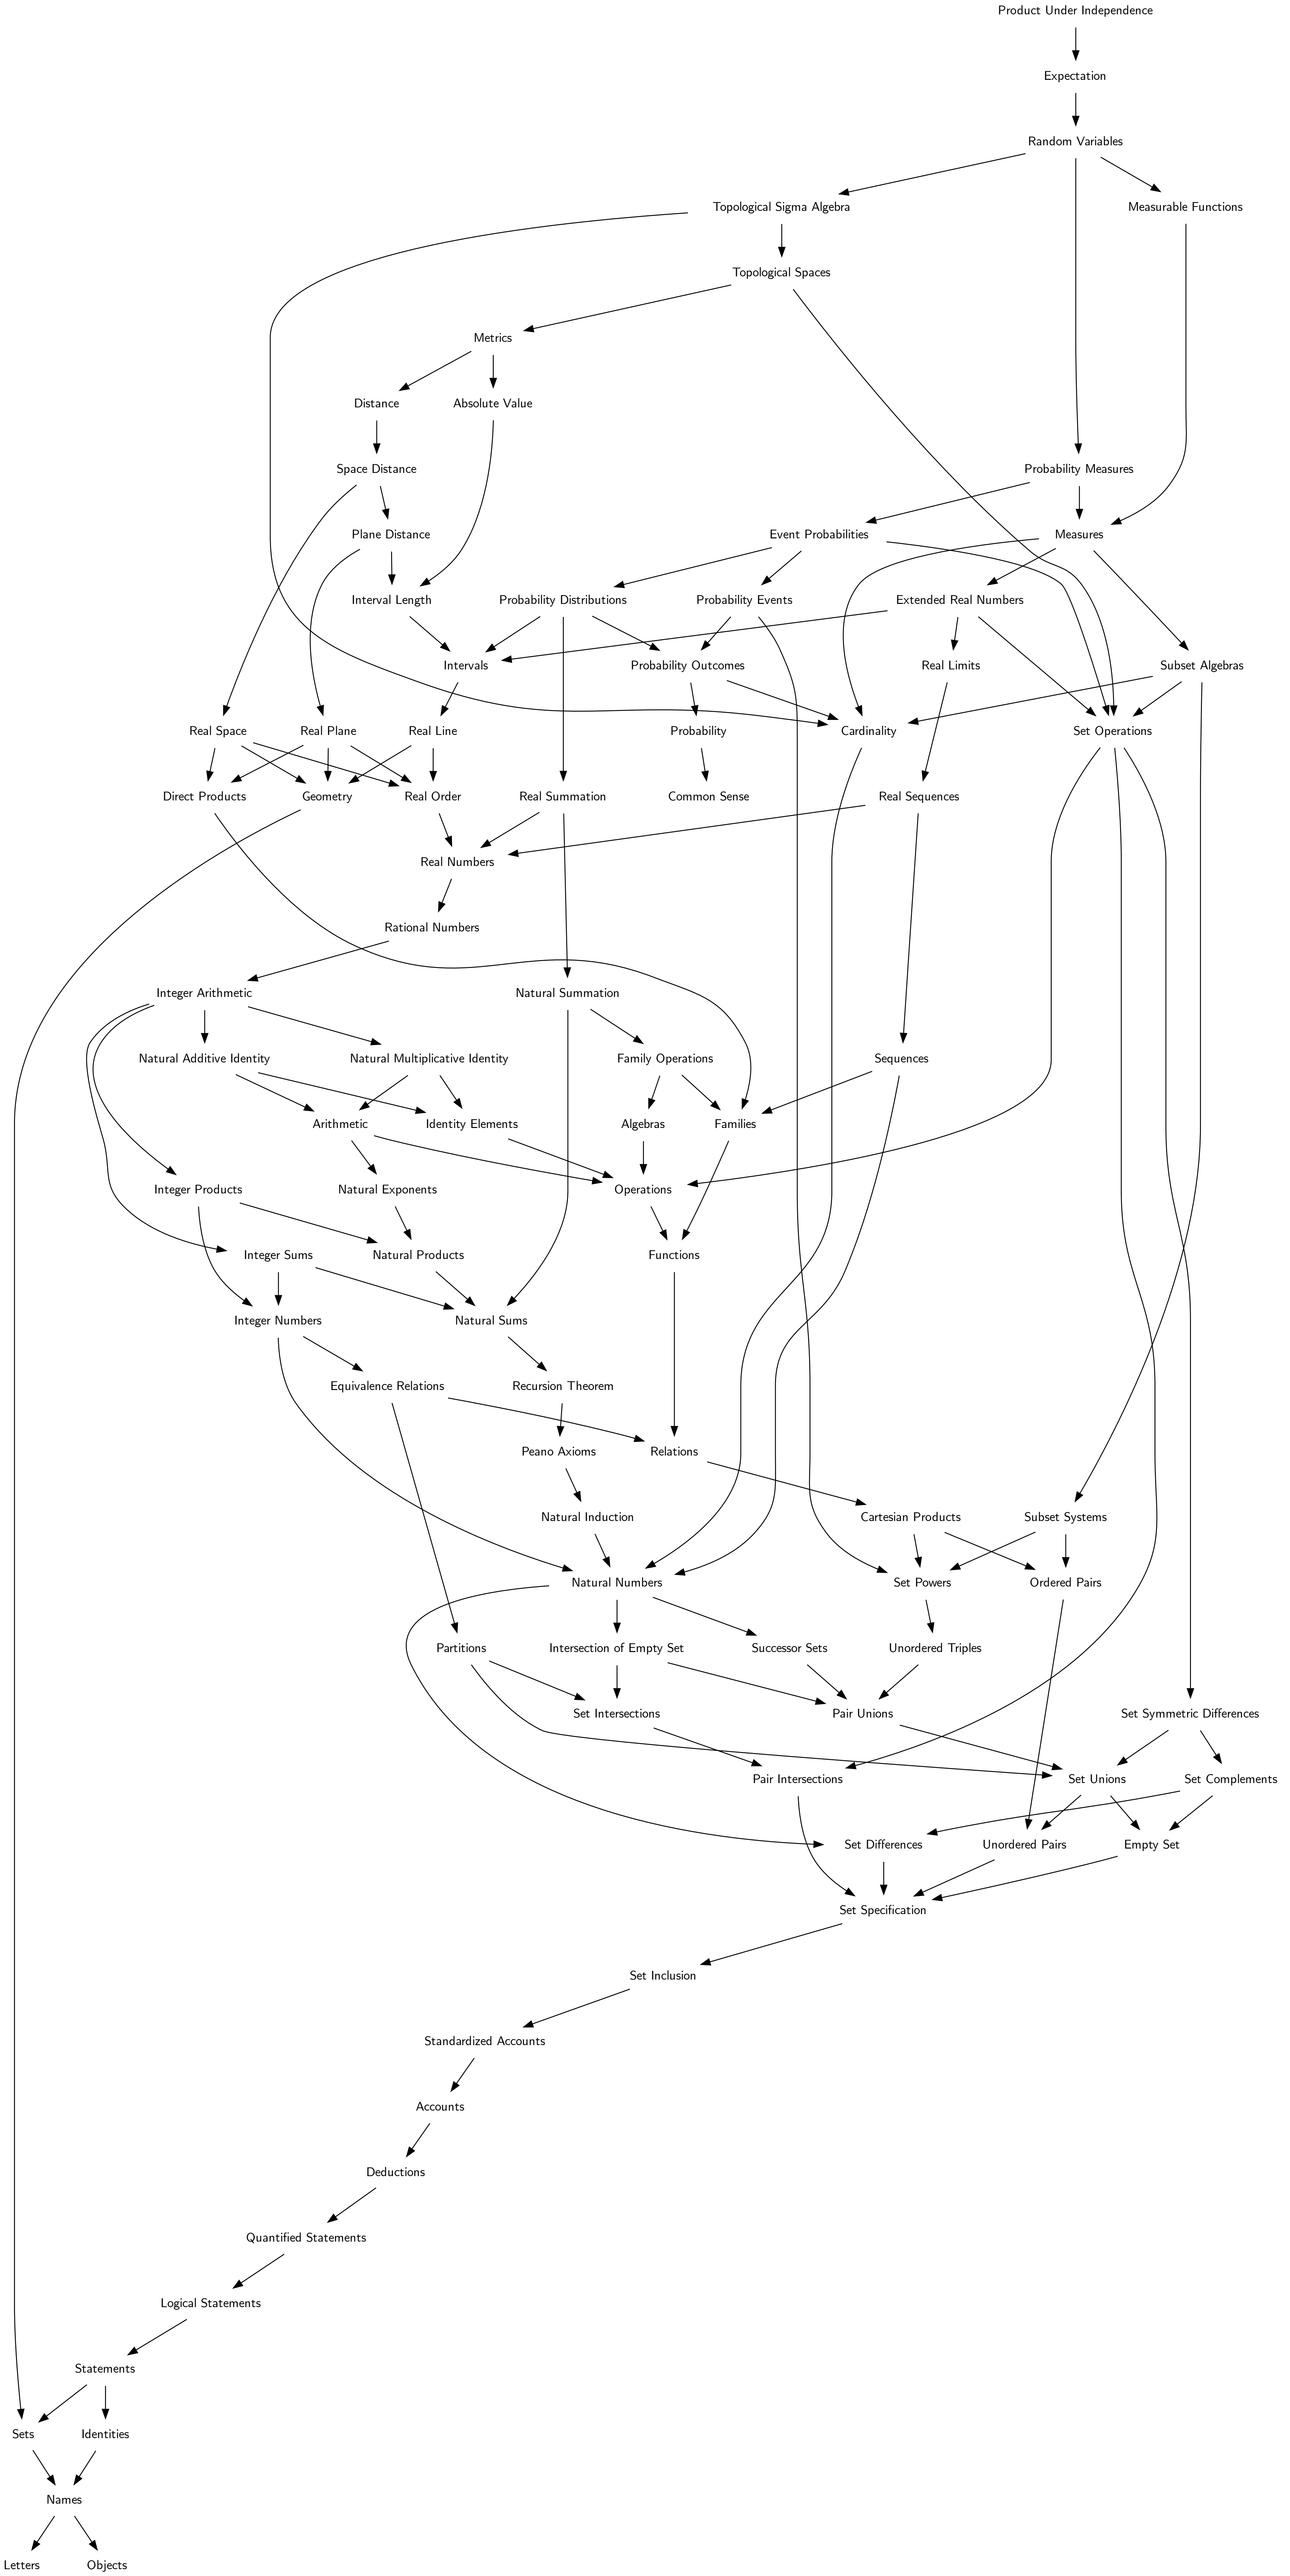 Product Under Independence
Expectation
Random Variables
Topological Sigma Algebra
Measurable Functions
Topological Spaces
Metrics
Distance
Absolute Value
Space Distance
Probability Measures
Plane Distance
Event Probabilities
Measures
Interval Length
Probability Distributions
Probability Events
Extended Real Numbers
Intervals
Probability Outcomes
Real Limits
Subset Algebras
Real Space
Real Plane
Real Line
Probability
Cardinality
Set Operations
Direct Products
Geometry
Real Order
Real Summation
Common Sense
Real Sequences
Real Numbers
Rational Numbers
Integer Arithmetic
Natural Summation
Natural Additive Identity
Natural Multiplicative Identity
Family Operations
Sequences
Arithmetic
Identity Elements
Algebras
Families
Integer Products
Natural Exponents
Operations
Integer Sums
Natural Products
Functions
Integer Numbers
Natural Sums
Equivalence Relations
Recursion Theorem
Peano Axioms
Relations
Natural Induction
Cartesian Products
Subset Systems
Natural Numbers
Set Powers
Ordered Pairs
Partitions
Intersection of Empty Set
Successor Sets
Unordered Triples
Set Intersections
Pair Unions
Set Symmetric Differences
Pair Intersections
Set Unions
Set Complements
Set Differences
Unordered Pairs
Empty Set
Set Specification
Set Inclusion
Standardized Accounts
Accounts
Deductions
Quantified Statements
Logical Statements
Statements
Sets
Identities
Names
Letters
Objects